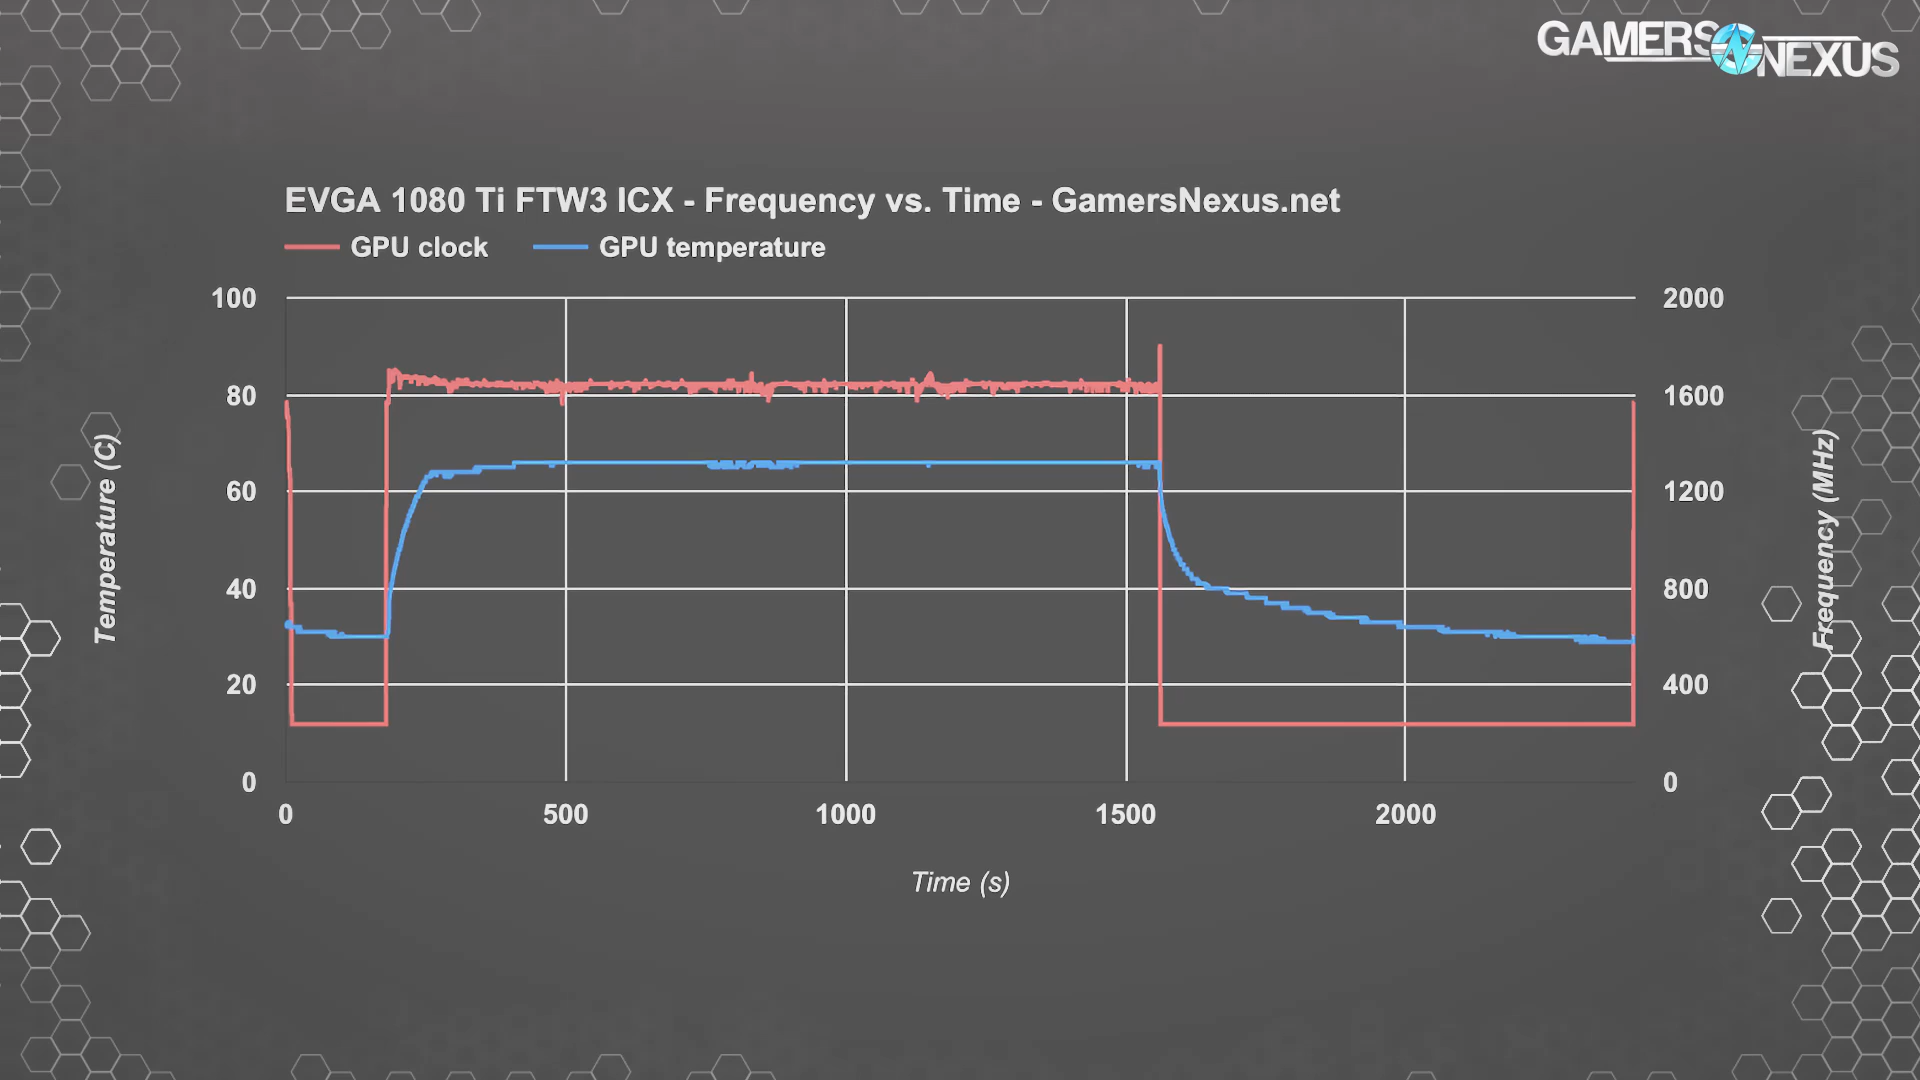 GAMERS NEXUS
EVGA 1080 Ti FTW3 ICX - Frequency vs. Time - GamersNexus.net
GPU clock GPU temperature
100 2000
80 1600
60 1200
40 800
20 400
0 0
Temperature (C)
Frequency (MHz)
0 500 1000 1500 2000
Time (s)